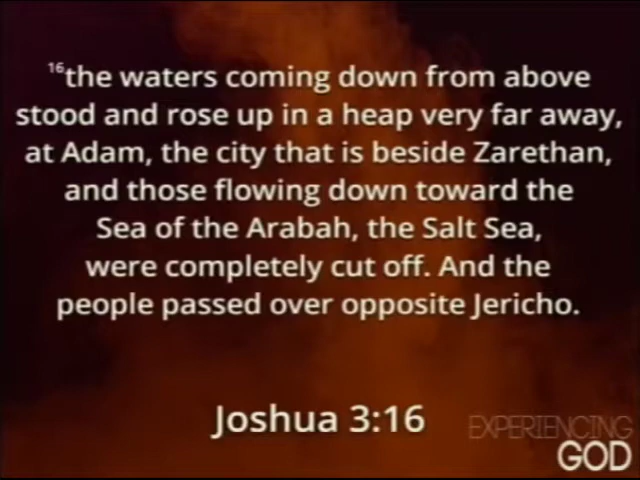 16the waters coming down from above
stood and rose up in a heap very far away,
at Adam, the city that is beside Zarethan,
and those flowing down toward the
Sea of the Arabah, the Salt Sea,
were completely cut off. And the
people passed over opposite Jericho.
Joshua 3:16
EXPERIENCING
GOD